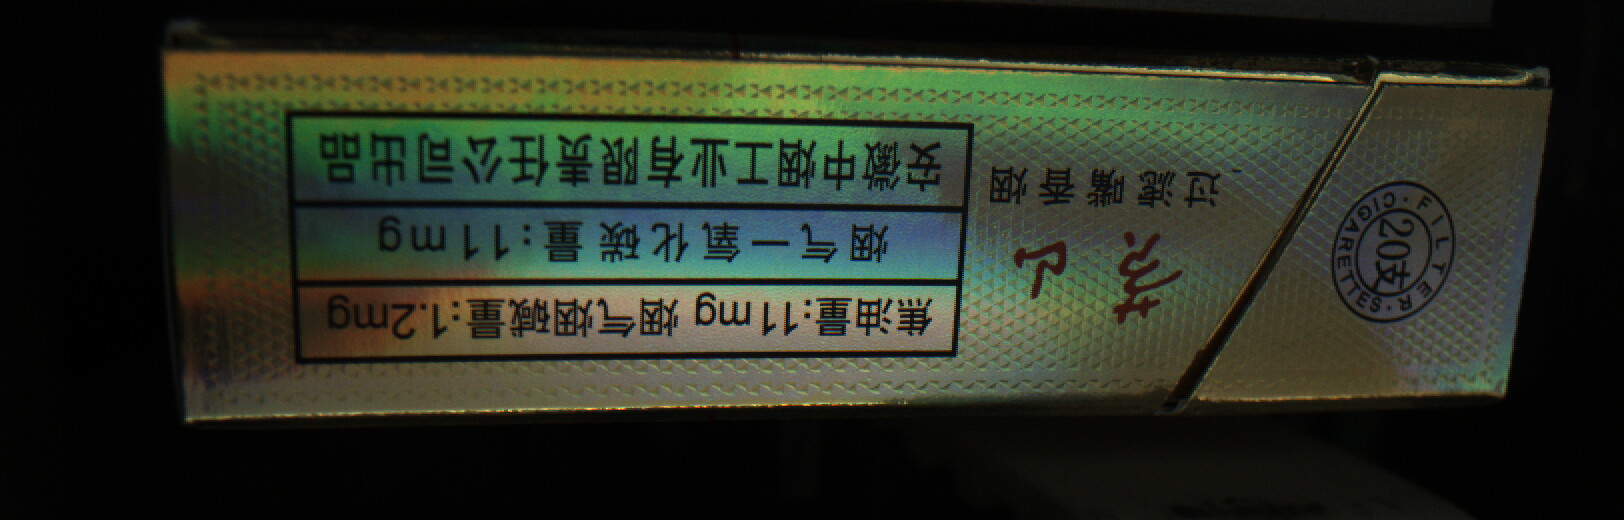 FILTER CIGARETTES
20支
黄山
过滤嘴香烟
焦油量:11mg 烟气烟碱量:1.2mg
烟气一氧化碳量:11mg
安徽中烟工业有限责任公司出品